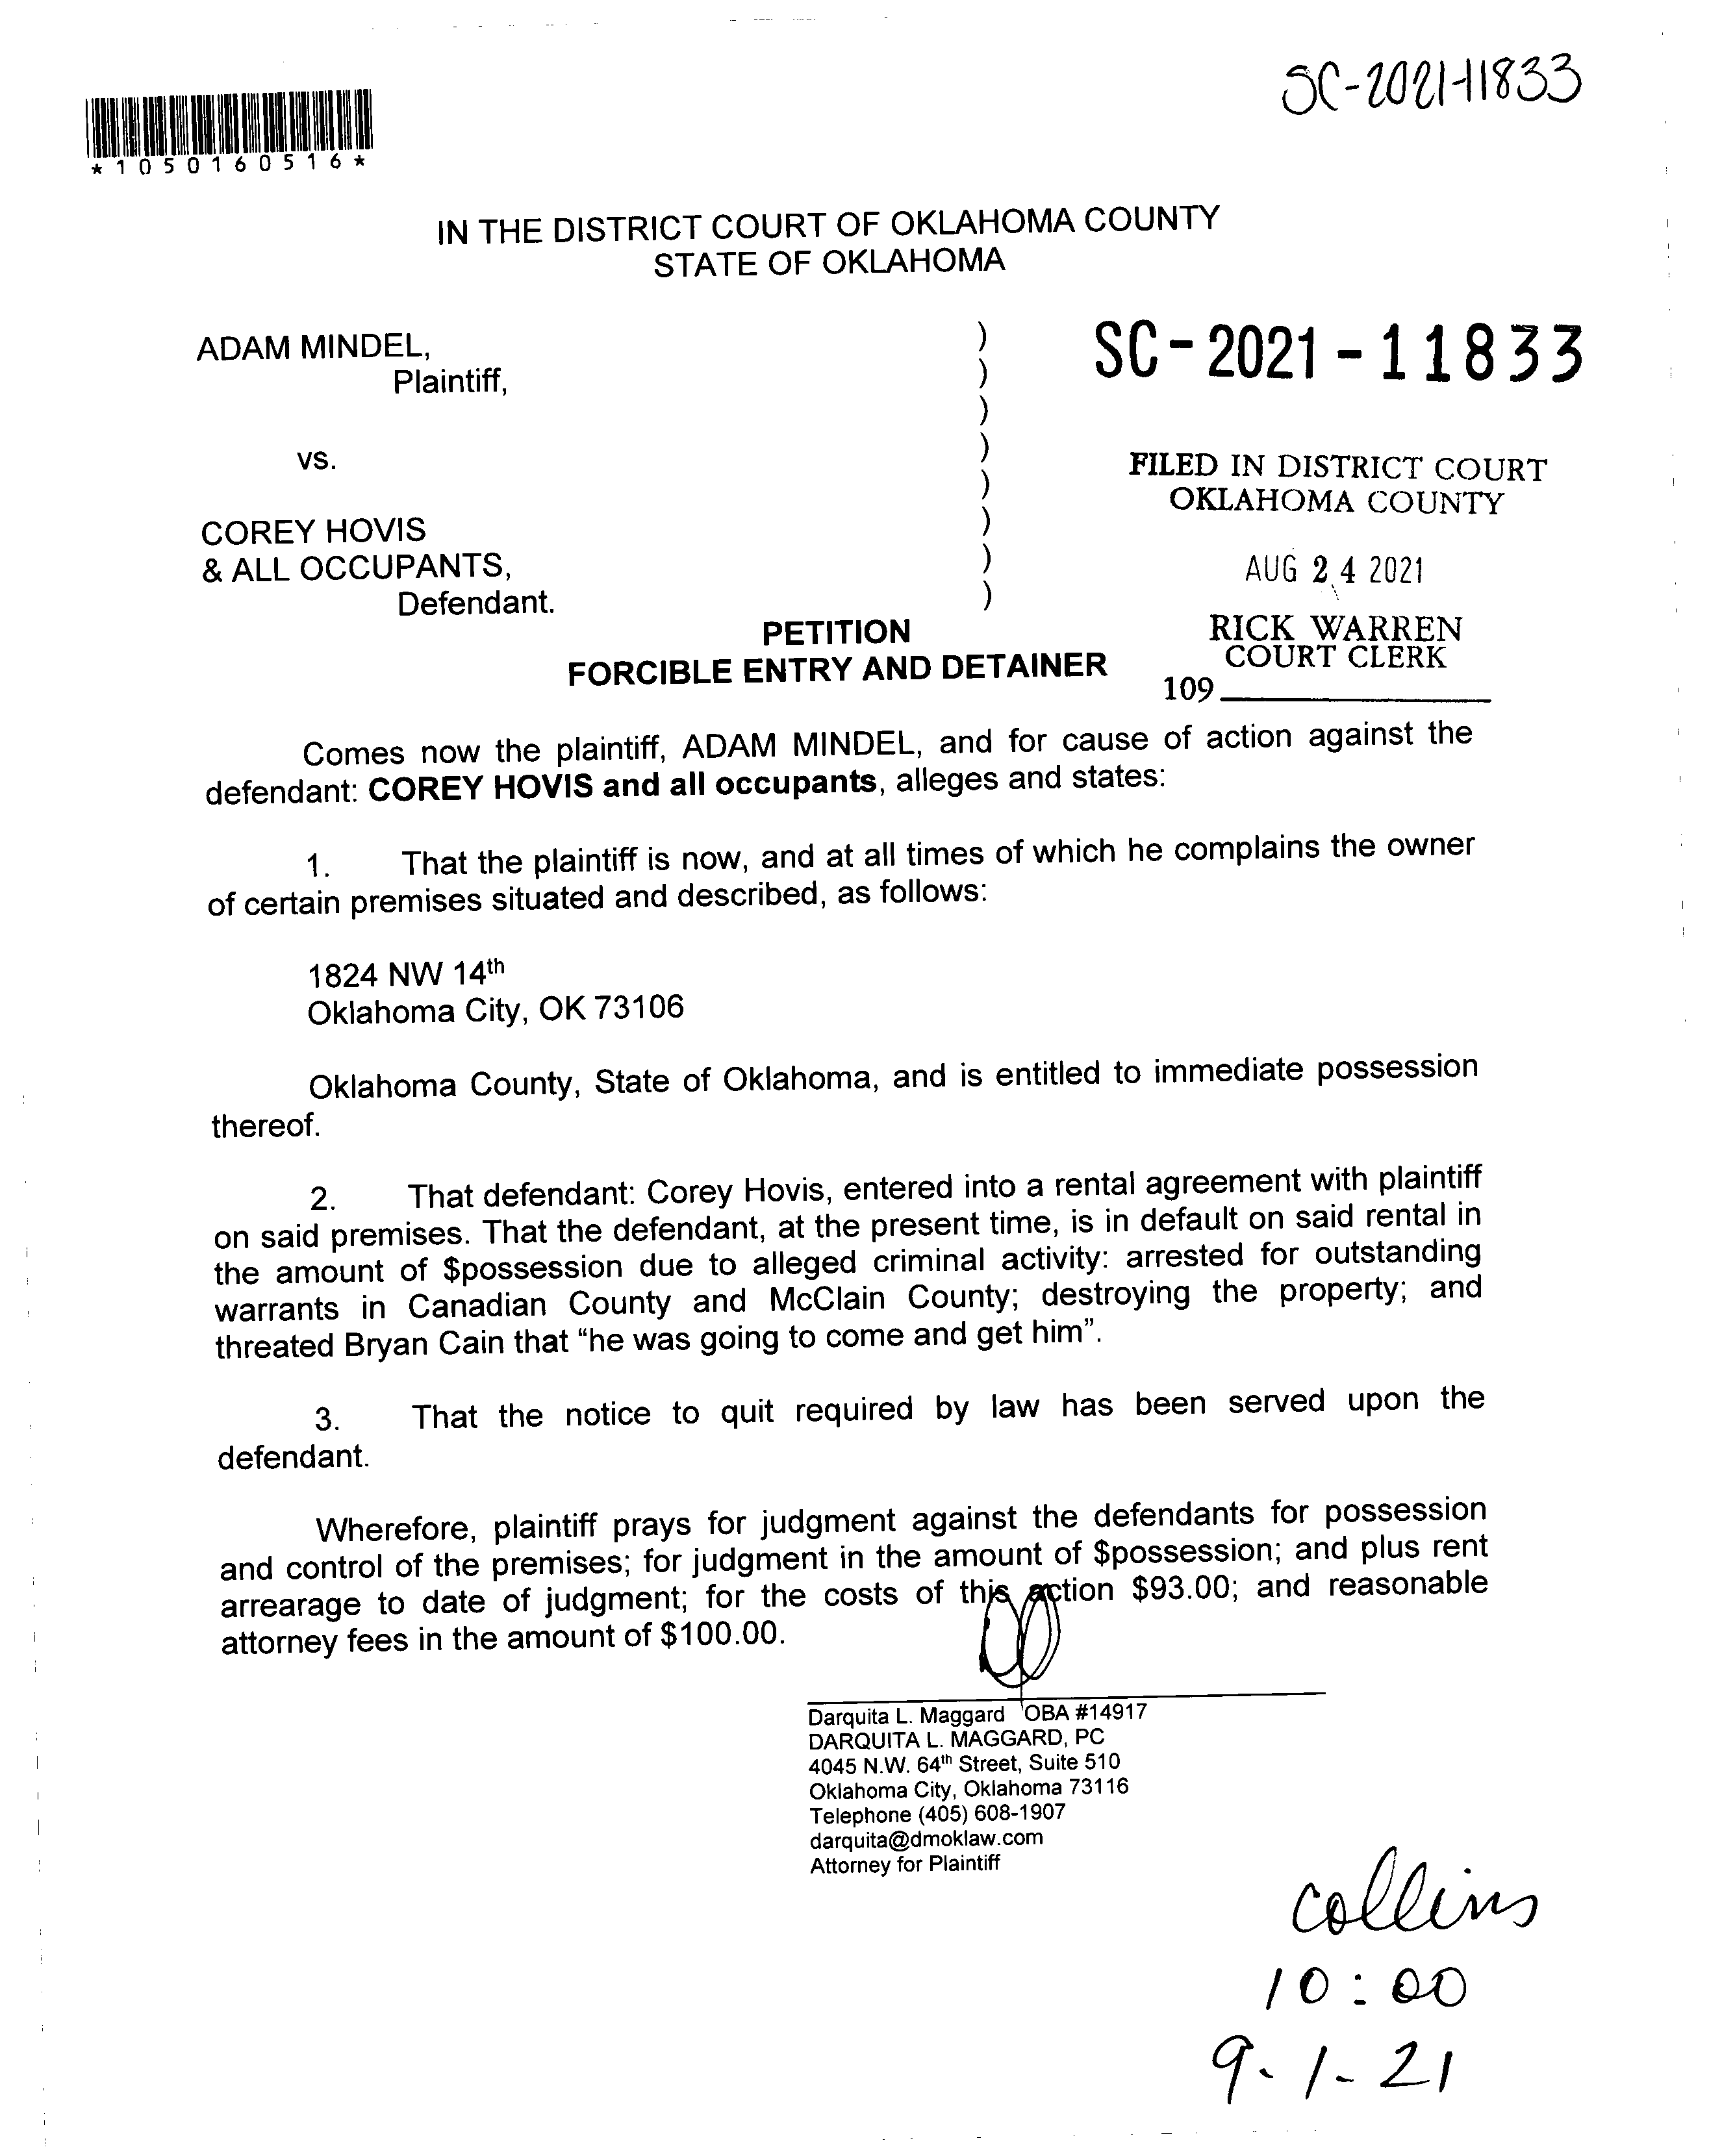 SC-2021-11833
*1050160516*
IN THE DISTRICT COURT OF OKLAHOMA COUNTY
STATE OF OKLAHOMA
ADAM MINDEL,
Plaintiff,
vs.
COREY HOVIS
& ALL OCCUPANTS,
Defendant.
)
)
)
)
)
)
)
)
SC-2021-11833
FILED IN DISTRICT COURT
OKLAHOMA COUNTY
AUG 24 2021
RICK WARREN
COURT CLERK
109
PETITION
FORCIBLE ENTRY AND DETAINER
Comes now the plaintiff, ADAM MINDEL, and for cause of action against the
defendant: COREY HOVIS and all occupants, alleges and states:
1. That the plaintiff is now, and at all times of which he complains the owner
of certain premises situated and described, as follows:
1824 NW 14th
Oklahoma City, OK 73106
Oklahoma County, State of Oklahoma, and is entitled to immediate possession
thereof.
2. That defendant: Corey Hovis, entered into a rental agreement with plaintiff
on said premises. That the defendant, at the present time, is in default on said rental in
the amount of $possession due to alleged criminal activity: arrested for outstanding
warrants in Canadian County and McClain County; destroying the property; and
threated Bryan Cain that “he was going to come and get him”.
3. That the notice to quit required by law has been served upon the
defendant.
Wherefore, plaintiff prays for judgment against the defendants for possession
and control of the premises; for judgment in the amount of $possession; and plus rent
arrearage to date of judgment; for the costs of this action $93.00; and reasonable
attorney fees in the amount of $100.00.
Darquita L. Maggard OBA #14917
DARQUITA L. MAGGARD, PC
4045 N.W. 64th Street, Suite 510
Oklahoma City, Oklahoma 73116
Telephone (405) 608-1907
darquita@dmoklaw.com
Attorney for Plaintiff
collins
10:00
9-1-21